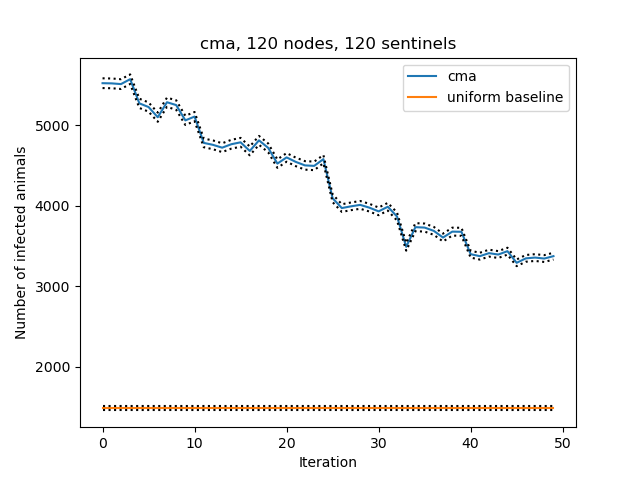 cma, 120 nodes, 120 sentinels
cma
uniform baseline
Number of infected animals
5000
4000
3000
2000
0 10 20 30 40 50
Iteration